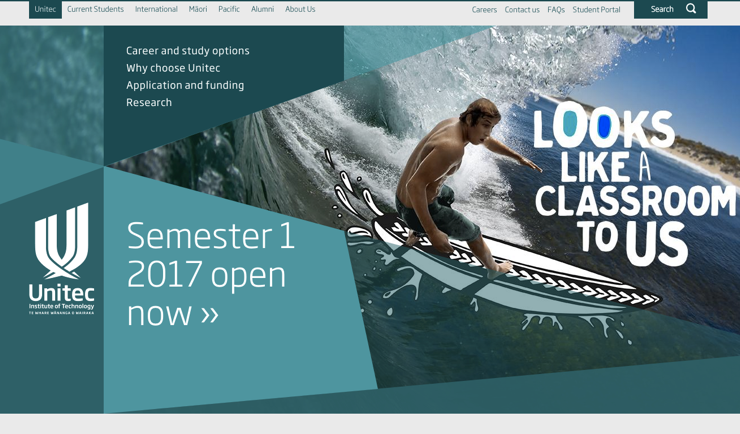 Unitec Current Students International Māori Pacific Alumni About Us
Careers Contact us FAQs Student Portal Search
Career and study options
Why choose Unitec
Application and funding
Research
LOOKS
LIKE A
CLASSROOM
TO US
Semester 1
2017 open
now »
Unitec
Institute of Technology
TE WHARE WĀNANGA O WAIRAKA